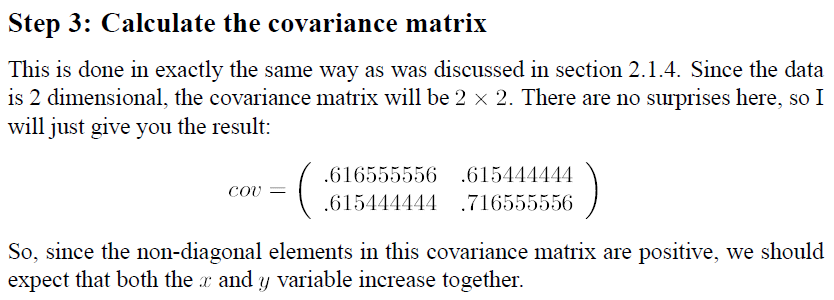 Step 3: Calculate the covariance matrix
This is done in exactly the same way as was discussed in section 2.1.4. Since the data
is 2 dimensional, the covariance matrix will be 2 × 2. There are no surprises here, so I
will just give you the result:
cov = ( .616555556 .615444444
.615444444 .716555556 )
So, since the non-diagonal elements in this covariance matrix are positive, we should
expect that both the x and y variable increase together.